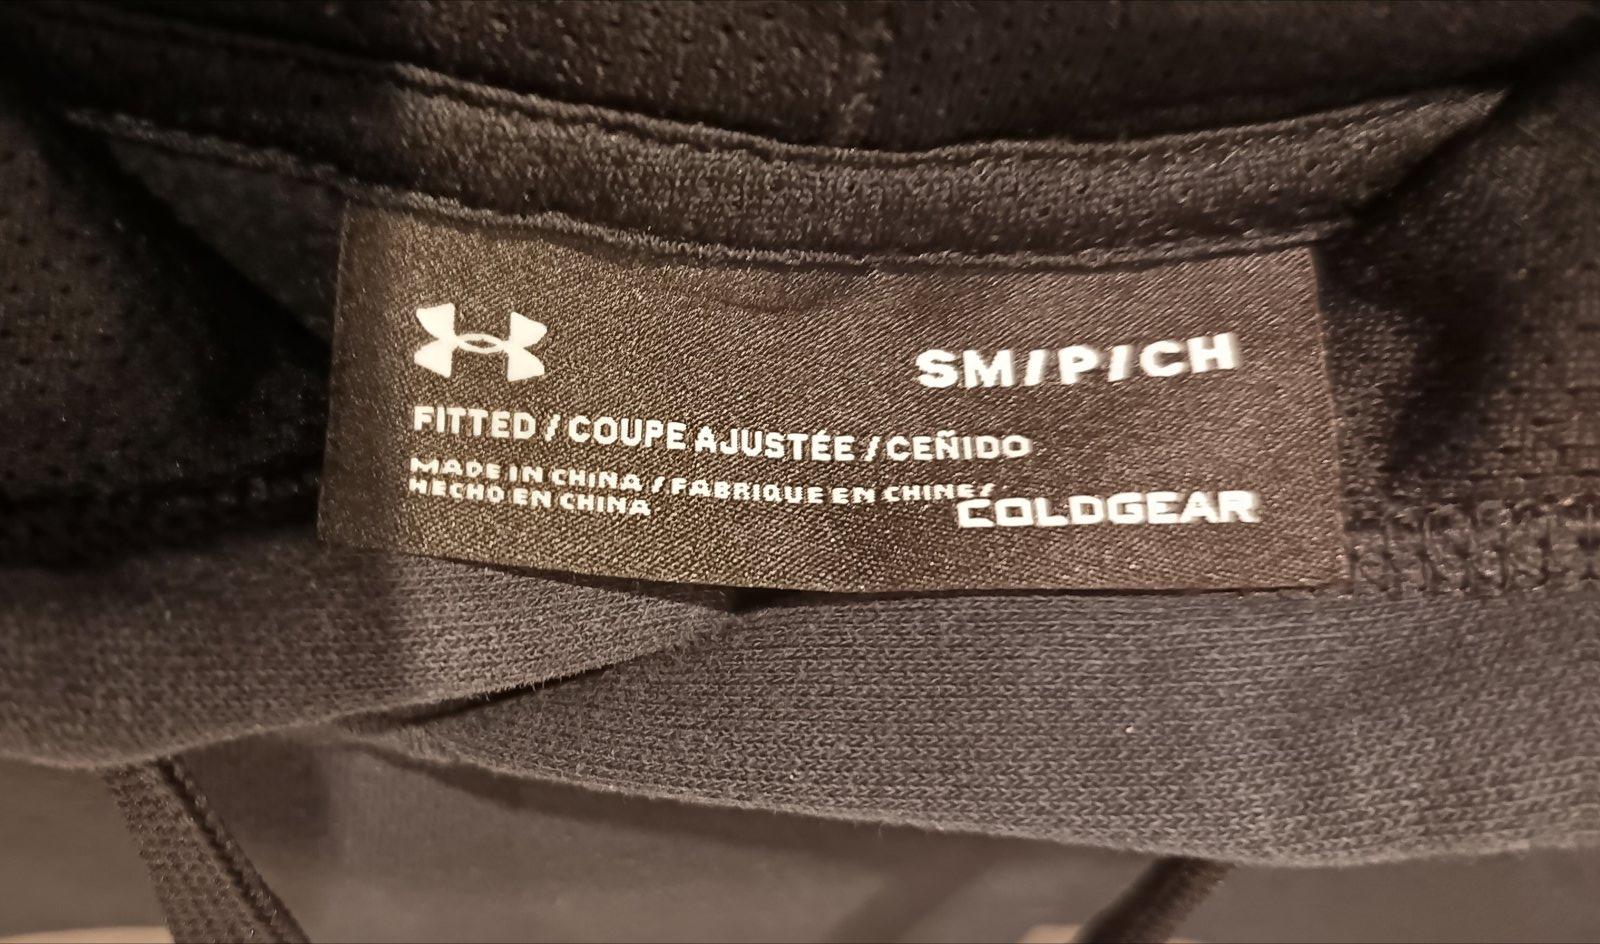 SM/P/CH
FITTED / COUPE AJUSTÉE / CEÑIDO
MADE IN CHINA / FABRIQUE EN CHINE /
HECHO EN CHINA
COLDGEAR